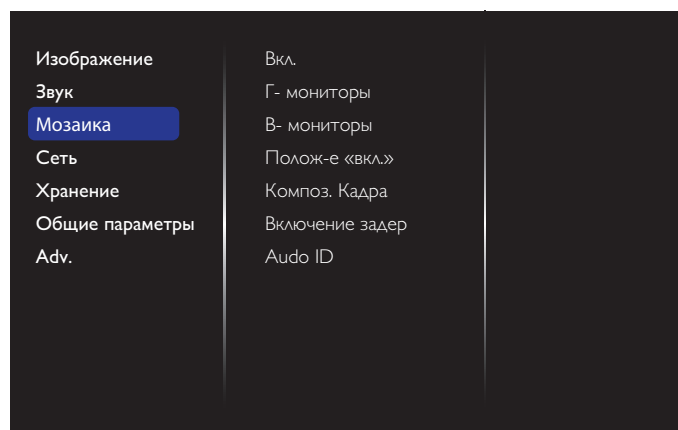 Изображение
Звук
Мозаика
Сеть
Хранение
Общие параметры
Adv.
Вкл.
Г- мониторы
В- мониторы
Полож-е «вкл.»
Композ. Кадра
Включение задер
Audo ID